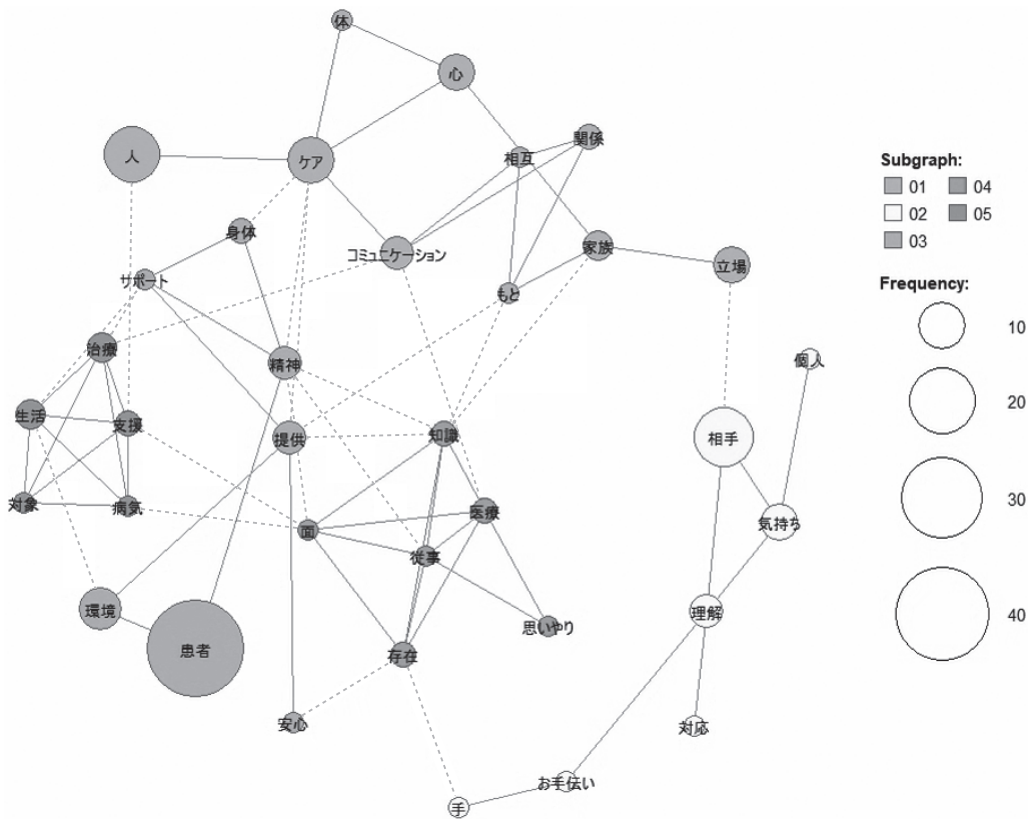 体
心
人
ケア
相互
関係
身体
コミュニケーション
家族
立場
サポート
もと
治療
精神
個人
生活
支援
提供
知識
相手
対象
病気
面
医療
気持ち
従事
環境
患者
思いやり
理解
存在
安心
対応
お手伝い
手
Subgraph:
01 04
02 05
03
Frequency:
10
20
30
40